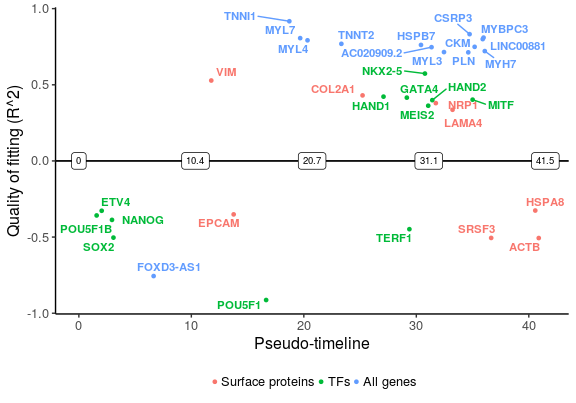 1.0
CSRP3
TNNI1
MYBPC3
MYL7
TNNT2
HSPB7
CKM
LINC00881
MYL4
AC020909.2
MYL3
PLN
MYH7
VIM
NKX2-5
0.5
COL2A1
GATA4
HAND2
HAND1
NRP1
MITF
MEIS2
LAMA4
Quality of fitting (R^2)
0.0
0
10.4
20.7
31.1
41.5
ETV4
HSPA8
POU5F1B
NANOG
EPCAM
SRSF3
TERF1
-0.5
SOX2
ACTB
FOXD3-AS1
POU5F1
-1.0
0
10
20
30
40
Pseudo-timeline
Surface proteins
TFs
All genes